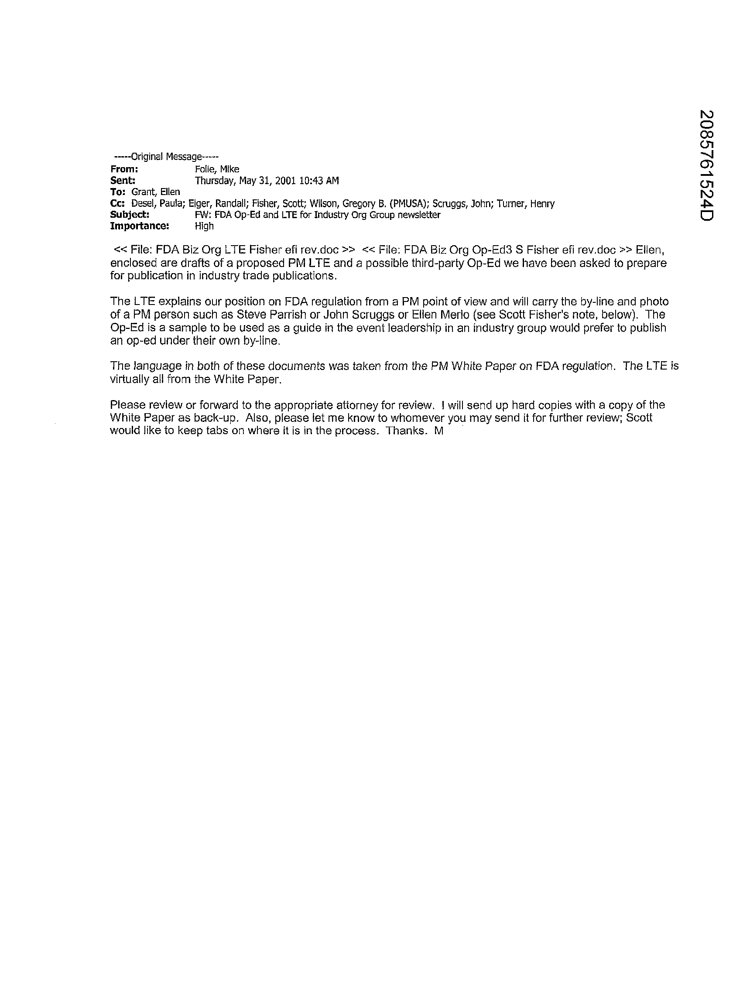 -----Original Message-----
From: Folie, Mike
Sent: Thursday, May 31, 2001 10:43 AM
To: Grant, Ellen
Cc: Desel, Paula; Eiger, Randall; Fisher, Scott; Wilson, Gregory B. (PMUSA); Scruggs, John; Turner, Henry
Subject: FW: FDA Op-Ed and LTE for Industry Org Group newsletter
Importance: High
<< File: FDA Biz Org LTE Fisher efi rev.doc >> << File: FDA Biz Org Op-Ed3 S Fisher efi rev.doc >> Ellen,
enclosed are drafts of a proposed PM LTE and a possible third-party Op-Ed we have been asked to prepare
for publication in industry trade publications.
The LTE explains our position on FDA regulation from a PM point of view and will carry the by-line and photo
of a PM person such as Steve Parrish or John Scruggs or Ellen Merlo (see Scott Fisher's note, below). The
Op-Ed is a sample to be used as a guide in the event leadership in an industry group would prefer to publish
an op-ed under their own by-line.
The language in both of these documents was taken from the PM White Paper on FDA regulation. The LTE is
virtually all from the White Paper.
Please review or forward to the appropriate attorney for review. I will send up hard copies with a copy of the
White Paper as back-up. Also, please let me know to whomever you may send it for further review; Scott
would like to keep tabs on where it is in the process. Thanks. M
2085761524D